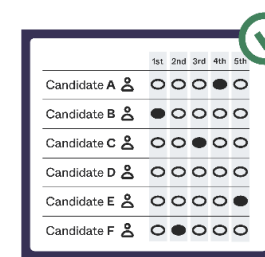 1st 2nd 3rd 4th 5th
Candidate A
Candidate B
Candidate C
Candidate D
Candidate E
Candidate F